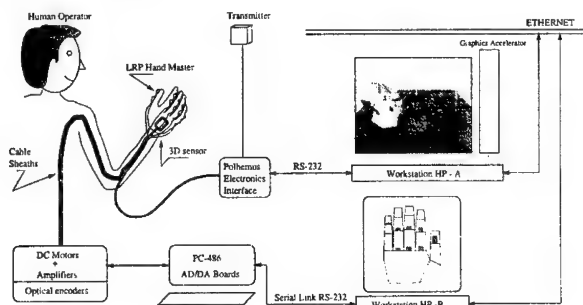 Human Operator
Transmitter
ETHERNET
Graphics Accelerator
LRP Hand Master
3D sensor
Cable
Sheaths
Polhemus
Electronics
Interface
RS-232
Workstation HP - A
DC Motors
+
Amplifiers
Optical encoders
PC-486
AD/DA Boards
Serial Link RS-232
Workstation HP - B